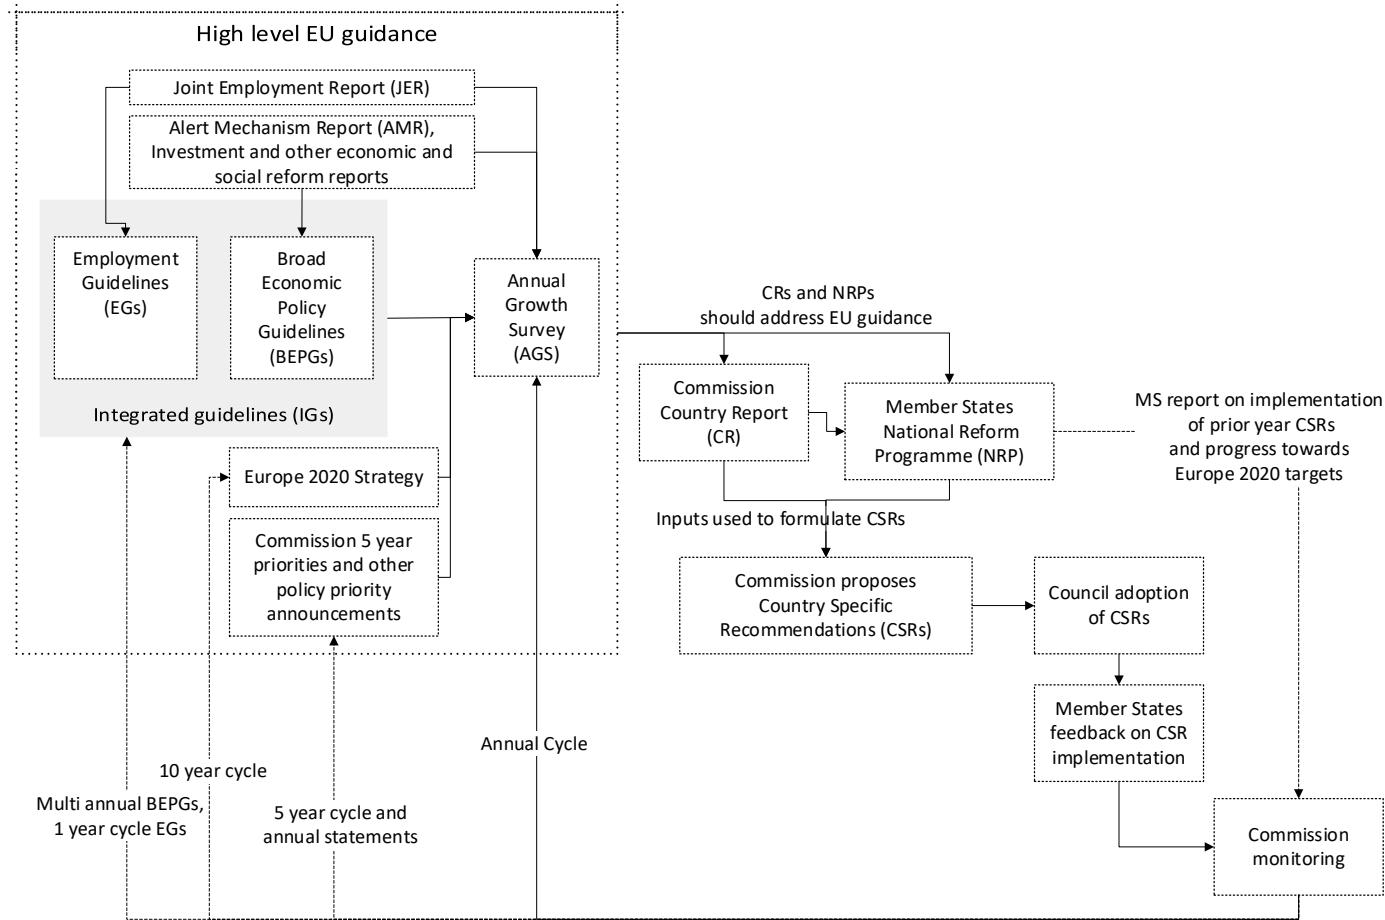 High level EU guidance
Joint Employment Report (JER)
Alert Mechanism Report (AMR),
Investment and other economic and
social reform reports
Employment
Guidelines
(EGs)
Broad
Economic
Policy
Guidelines
(BEPGs)
Integrated guidelines (IGs)
Annual
Growth
Survey
(AGS)
Europe 2020 Strategy
Commission 5 year
priorities and other
policy priority
announcements
CRs and NRPs
should address EU guidance
Commission
Country Report
(CR)
Member States
National Reform
Programme (NRP)
MS report on implementation
of prior year CSRs
and progress towards
Europe 2020 targets
Inputs used to formulate CSRs
Commission proposes
Country Specific
Recommendations (CSRs)
Council adoption
of CSRs
Member States
feedback on CSR
implementation
Commission
monitoring
Annual Cycle
10 year cycle
Multi annual BEPGs,
1 year cycle EGs
5 year cycle and
annual statements